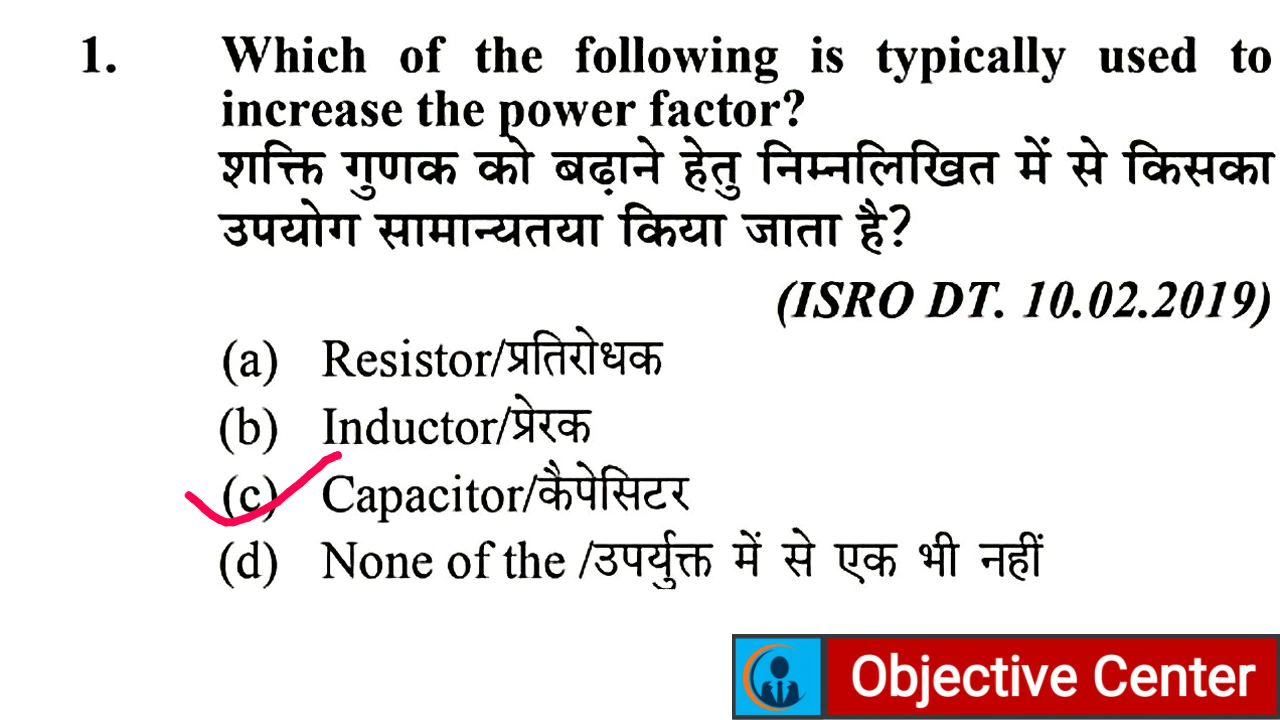 1. Which of the following is typically used to
increase the power factor?
शक्ति गुणक को बढ़ाने हेतु निम्नलिखित में से किसका
उपयोग सामान्यतया किया जाता है?
(ISRO DT. 10.02.2019)
(a) Resistor/प्रतिरोधक
(b) Inductor/प्रेरक
(c) Capacitor/कैपेसिटर
(d) None of the /उपर्युक्त में से एक भी नहीं
Objective Center